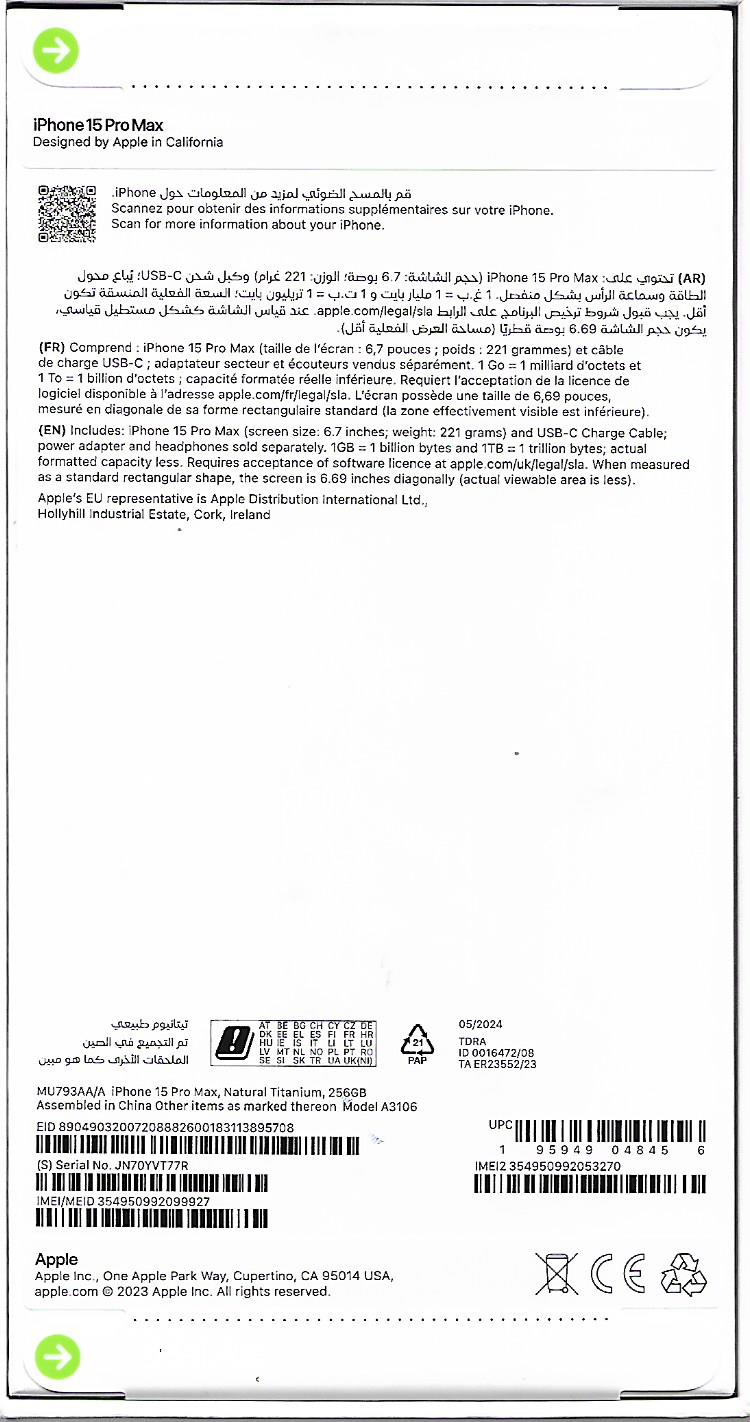 iPhone 15 Pro Max
Designed by Apple in California
قم بالمسح الضوئي لمزيد من المعلومات حول iPhone.
Scannez pour obtenir des informations supplémentaires sur votre iPhone.
Scan for more information about your iPhone.
(AR) تحتوي على: iPhone 15 Pro Max (حجم الشاشة: 6.7 بوصة؛ الوزن: 221 غرام) وكبل شحن USB-C؛ يُباع محول
الطاقة وسماعة الرأس بشكل منفصل. 1 غ.ب = 1 مليار بايت و 1 ت.ب = 1 تريليون بايت؛ السعة الفعلية المنسقة تكون
أقل. يجب قبول شروط ترخيص البرنامج على الرابط apple.com/legal/sla. عند قياس الشاشة كشكل مستطيل قياسي،
يكون حجم الشاشة 6.69 بوصة قطريًا (مساحة العرض الفعلية أقل).
(FR) Comprend : iPhone 15 Pro Max (taille de l'écran : 6,7 pouces ; poids : 221 grammes) et câble
de charge USB-C ; adaptateur secteur et écouteurs vendus séparément. 1 Go = 1 milliard d'octets et
1 To = 1 billion d'octets ; capacité formatée réelle inférieure. Requiert l'acceptation de la licence de
logiciel disponible à l'adresse apple.com/fr/legal/sla. L'écran possède une taille de 6,69 pouces,
mesuré en diagonale de sa forme rectangulaire standard (la zone effectivement visible est inférieure).
(EN) Includes: iPhone 15 Pro Max (screen size: 6.7 inches; weight: 221 grams) and USB-C Charge Cable;
power adapter and headphones sold separately. 1GB = 1 billion bytes and 1TB = 1 trillion bytes; actual
formatted capacity less. Requires acceptance of software licence at apple.com/uk/legal/sla. When measured
as a standard rectangular shape, the screen is 6.69 inches diagonally (actual viewable area is less).
Apple's EU representative is Apple Distribution International Ltd.,
Hollyhill Industrial Estate, Cork, Ireland
تيتانيوم طبيعي
تم التجميع في الصين
الملحقات الأخرى كما هو مبين
AT BE BG CH CY CZ DE
DK EE EL ES FI FR HR
HU IE IS IT LI LT LU
LV MT NL NO PL PT RO
SE SI SK TR UA UK(NI)
21
PAP
05/2024
TDRA
ID 0016472/08
TA ER23552/23
MU793AA/A iPhone 15 Pro Max, Natural Titanium, 256GB
Assembled in China Other items as marked thereon Model A3106
EID 89049032007208882600183113895708
UPC
1 95949 04845 6
(S) Serial No. JN70YVT77R
IMEI2 354950992053270
IMEI/MEID 354950992099927
Apple
Apple Inc., One Apple Park Way, Cupertino, CA 95014 USA,
apple.com © 2023 Apple Inc. All rights reserved.
CE